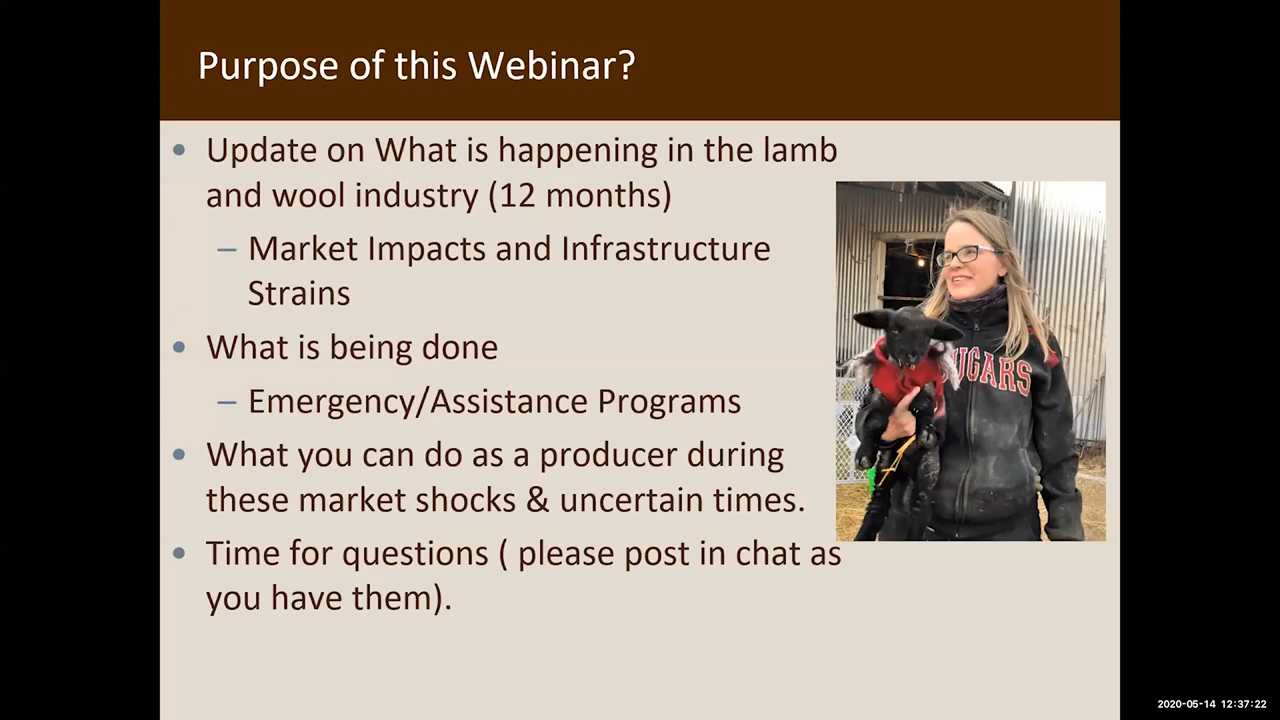 Purpose of this Webinar?
• Update on What is happening in the lamb
and wool industry (12 months)
– Market Impacts and Infrastructure
Strains
• What is being done
– Emergency/Assistance Programs
• What you can do as a producer during
these market shocks & uncertain times.
• Time for questions ( please post in chat as
you have them).
UGARS
2020-05-14 12:37:22